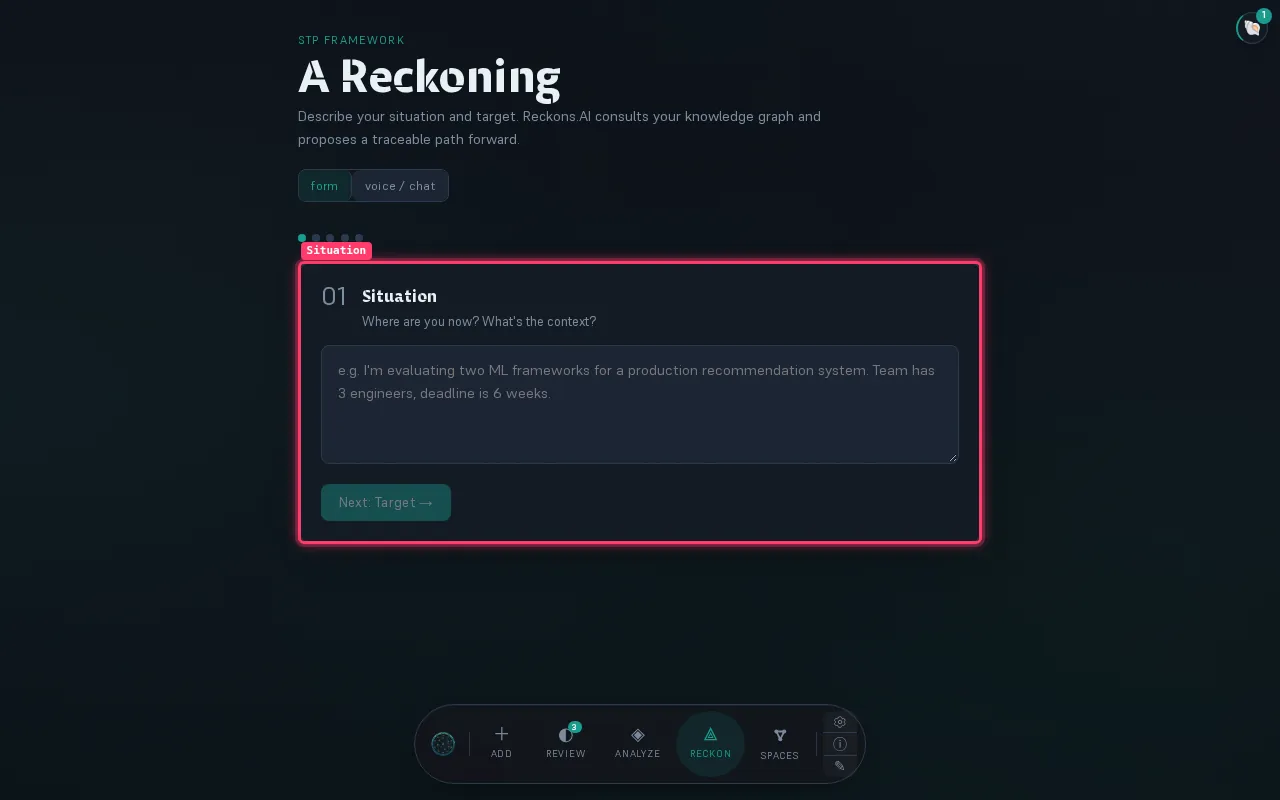 STP FRAMEWORK
1
A Reckoning
Describe your situation and target. Reckons.AI consults your knowledge graph and
proposes a traceable path forward.
form
voice / chat
Situation
01
Situation
Where are you now? What's the context?
e.g. I'm evaluating two ML frameworks for a production recommendation system. Team has
3 engineers, deadline is 6 weeks.
Next: Target →
ADD
3
REVIEW
ANALYZE
RECKON
SPACES